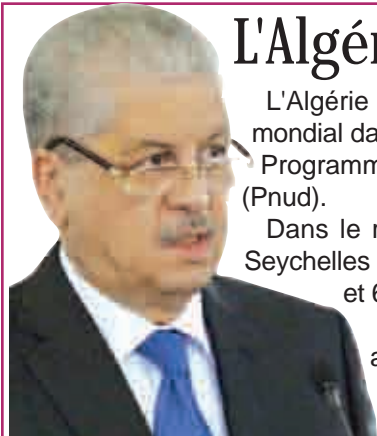 L'Algér
L'Algérie
mondial da
Programm
(Pnud).
Dans le r
Seychelles
et 6
a